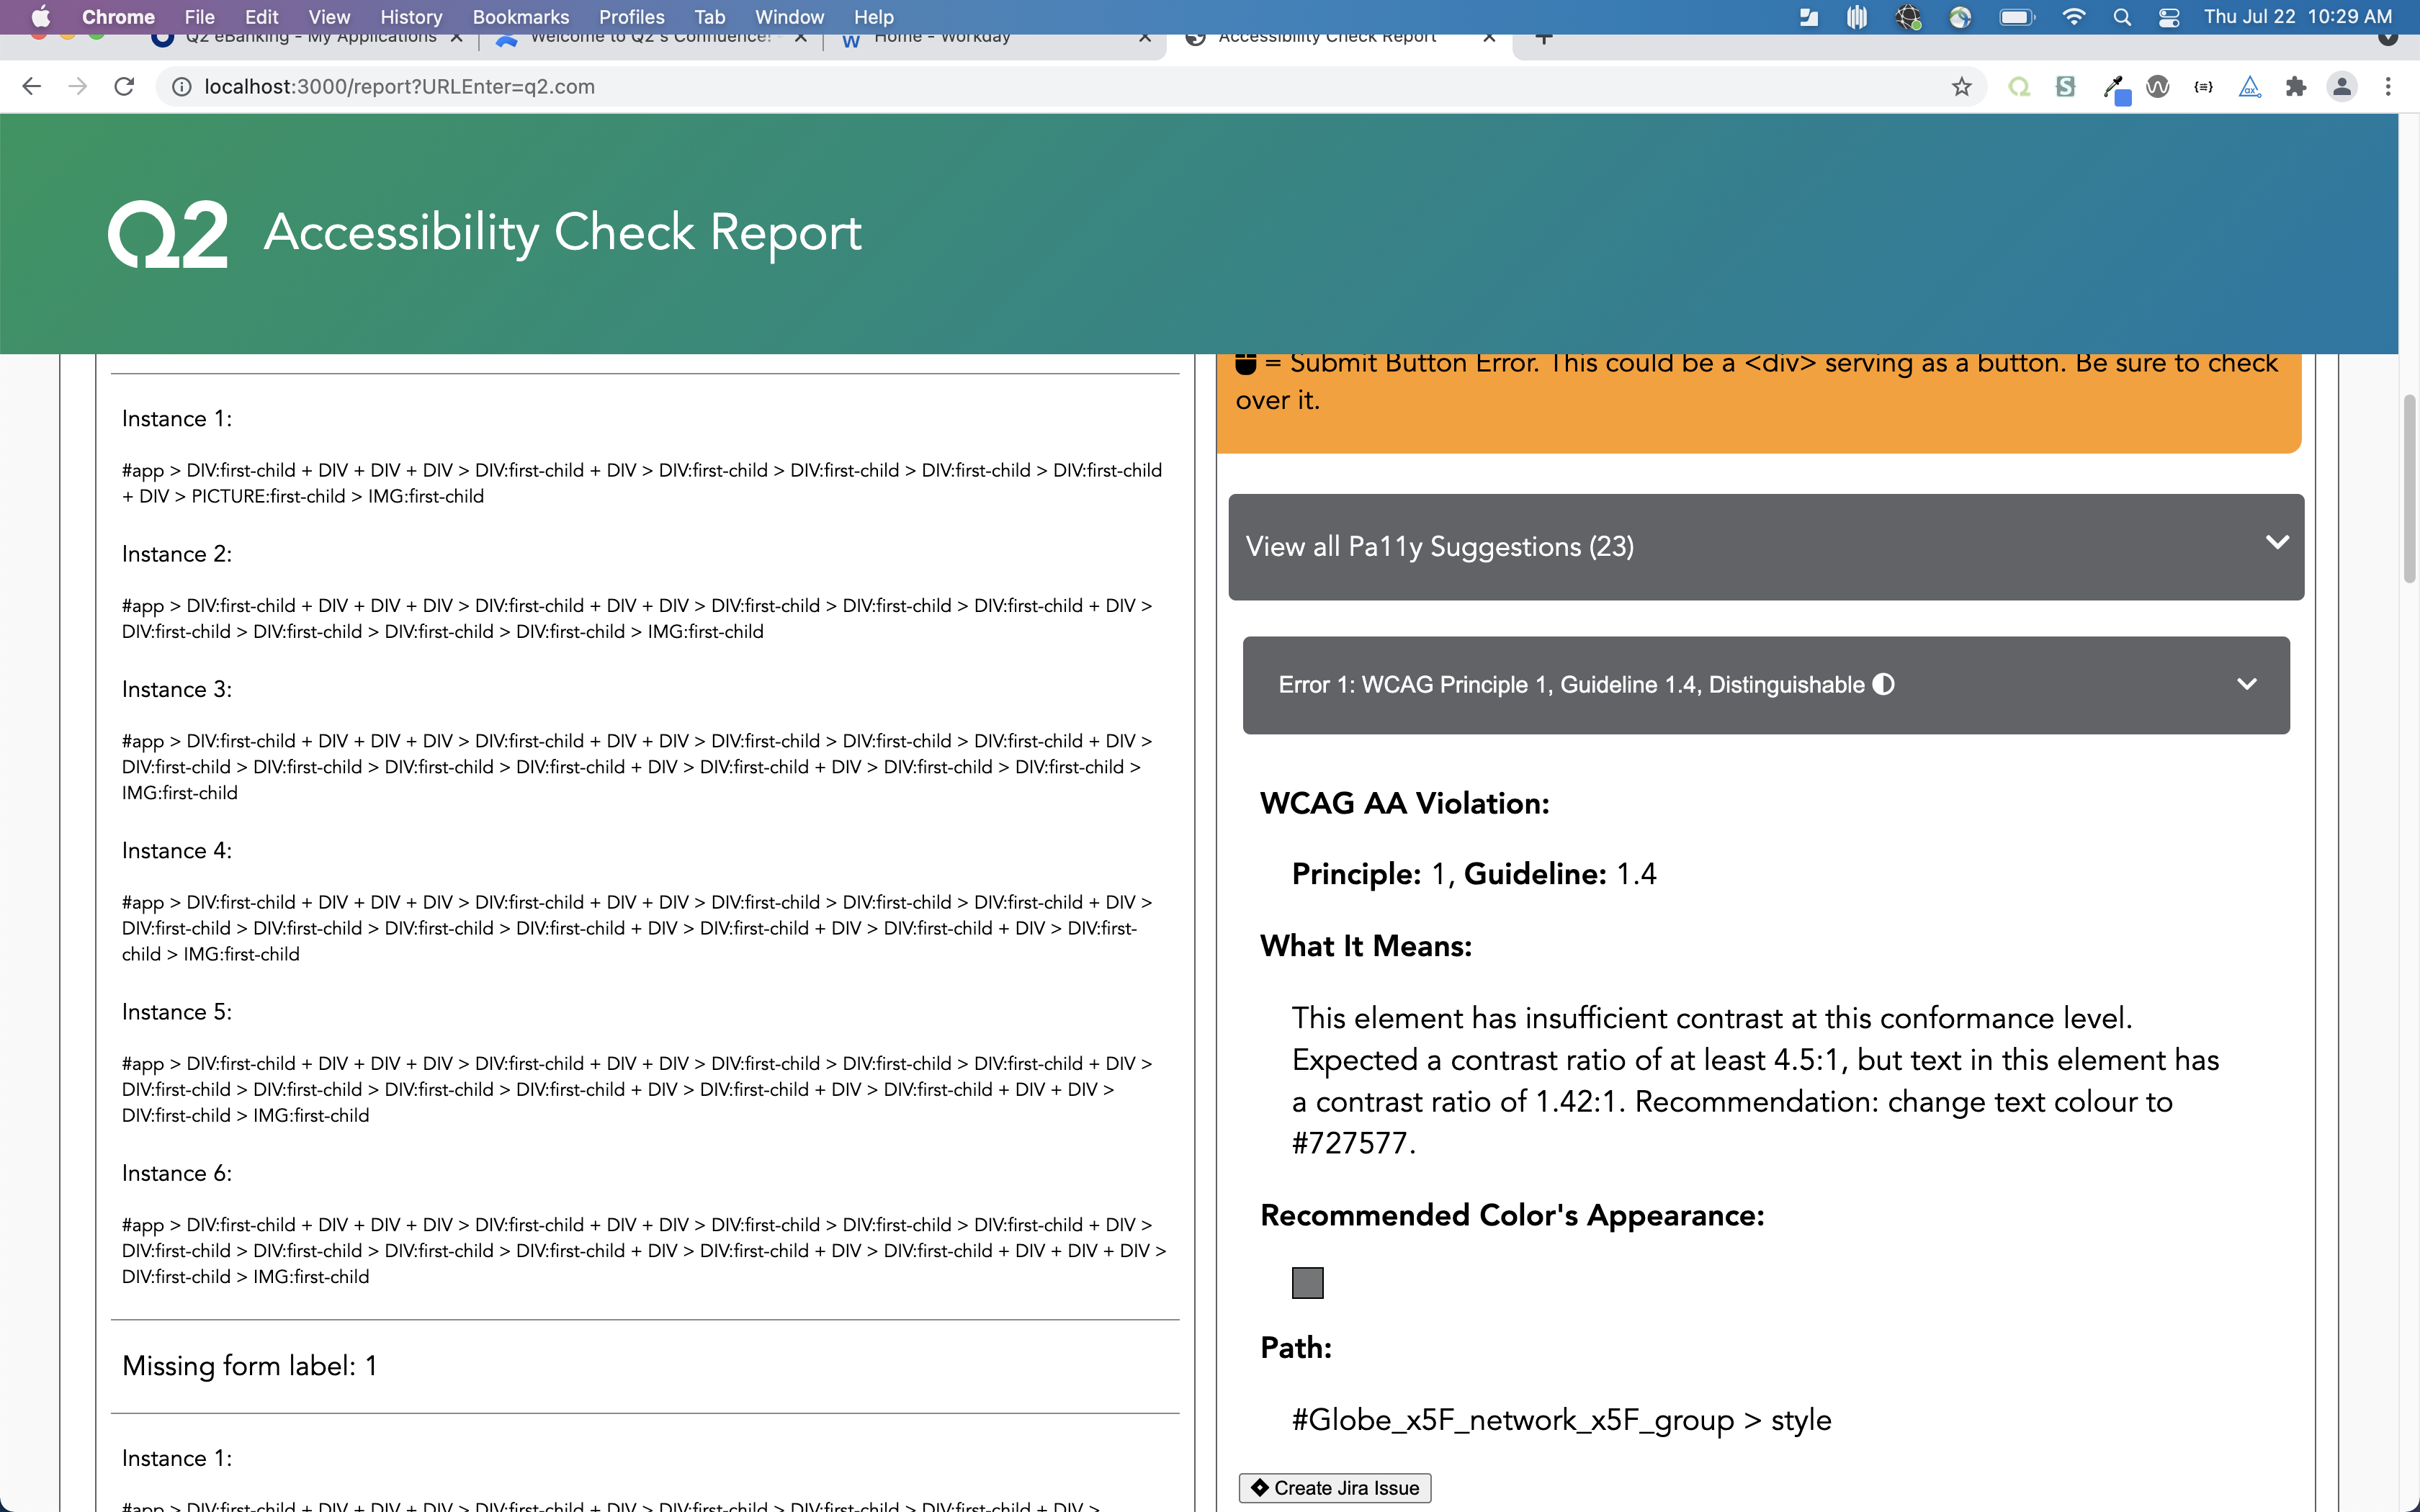 Chrome File Edit View History Bookmarks Profiles Tab Window Help Thu Jul 22 10:29 AM
Q2 eBanking - My Applications Welcome to Q2's Confluence! Home - Workday Accessibility Check Report
localhost:3000/report?URLEnter=q2.com
Q2 Accessibility Check Report
Instance 1:
#app > DIV:first-child + DIV + DIV + DIV > DIV:first-child + DIV > DIV:first-child > DIV:first-child > DIV:first-child > DIV:first-child
+ DIV > PICTURE:first-child > IMG:first-child
Instance 2:
#app > DIV:first-child + DIV + DIV + DIV > DIV:first-child + DIV + DIV > DIV:first-child > DIV:first-child > DIV:first-child + DIV >
DIV:first-child > DIV:first-child > DIV:first-child > DIV:first-child > IMG:first-child
Instance 3:
#app > DIV:first-child + DIV + DIV + DIV > DIV:first-child + DIV + DIV > DIV:first-child > DIV:first-child > DIV:first-child + DIV >
DIV:first-child > DIV:first-child > DIV:first-child > DIV:first-child + DIV > DIV:first-child + DIV > DIV:first-child > DIV:first-child >
IMG:first-child
Instance 4:
#app > DIV:first-child + DIV + DIV + DIV > DIV:first-child + DIV + DIV > DIV:first-child > DIV:first-child > DIV:first-child + DIV >
DIV:first-child > DIV:first-child > DIV:first-child > DIV:first-child + DIV > DIV:first-child + DIV > DIV:first-child + DIV > DIV:first-
child > IMG:first-child
Instance 5:
#app > DIV:first-child + DIV + DIV + DIV > DIV:first-child + DIV + DIV > DIV:first-child > DIV:first-child > DIV:first-child + DIV >
DIV:first-child > DIV:first-child > DIV:first-child > DIV:first-child + DIV > DIV:first-child + DIV > DIV:first-child + DIV + DIV >
DIV:first-child > IMG:first-child
Instance 6:
#app > DIV:first-child + DIV + DIV + DIV > DIV:first-child + DIV + DIV > DIV:first-child > DIV:first-child > DIV:first-child + DIV >
DIV:first-child > DIV:first-child > DIV:first-child > DIV:first-child + DIV > DIV:first-child + DIV > DIV:first-child + DIV + DIV + DIV >
DIV:first-child > IMG:first-child
Missing form label: 1
Instance 1:
#app > DIV:first-child + DIV + DIV + DIV > DIV:first-child + DIV > DIV:first-child > DIV:first-child > DIV:first-child + DIV >
= Submit Button Error. This could be a <div> serving as a button. Be sure to check
over it.
View all Pa11y Suggestions (23)
Error 1: WCAG Principle 1, Guideline 1.4, Distinguishable
WCAG AA Violation:
Principle: 1, Guideline: 1.4
What It Means:
This element has insufficient contrast at this conformance level.
Expected a contrast ratio of at least 4.5:1, but text in this element has
a contrast ratio of 1.42:1. Recommendation: change text colour to
#727577.
Recommended Color's Appearance:
Path:
#Globe_x5F_network_x5F_group > style
Create Jira Issue